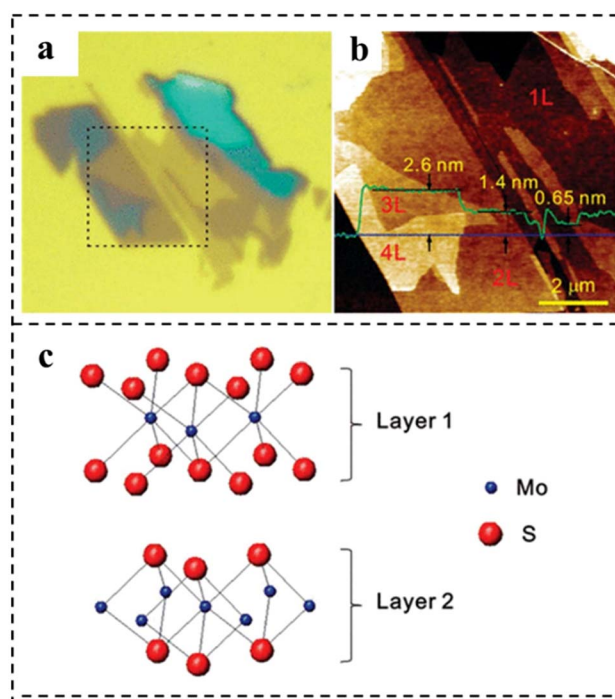 a
b
1L
2.6 nm
1.4 nm
0.65 nm
3L
4L
2L
2 μm
c
Layer 1
Mo
S
Layer 2